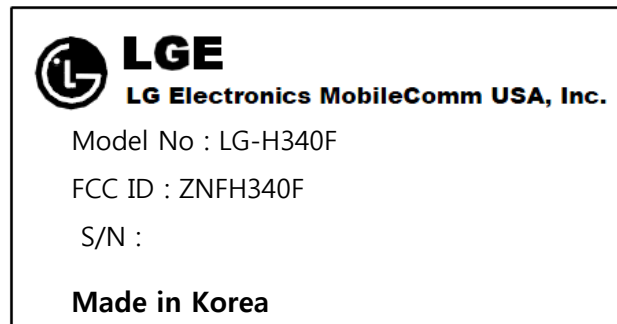 LGE
LG Electronics MobileComm USA, Inc.
Model No : LG-H340F
FCC ID : ZNFH340F
S/N :
Made in Korea